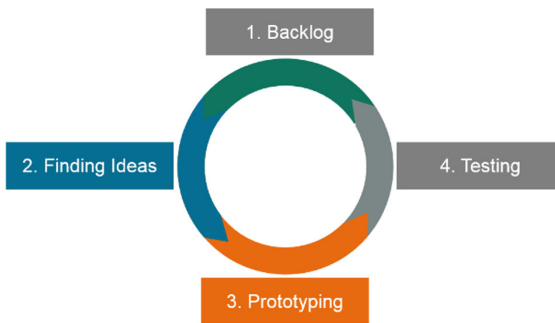 1. Backlog
2. Finding Ideas
3. Prototyping
4. Testing